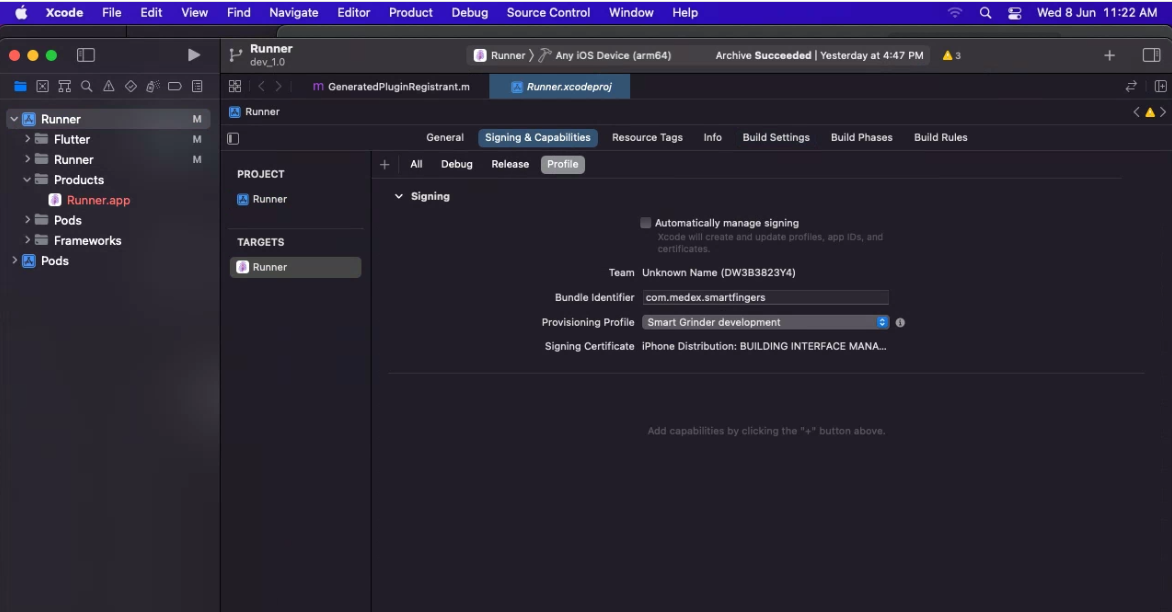 Xcode File Edit View Find Navigate Editor Product Debug Source Control Window Help Wed 8 Jun 11:22 AM
Runner
dev_1.0
Runner Any iOS Device (arm64) Archive Succeeded | Yesterday at 4:47 PM 3
m GeneratedPluginRegistrant.m Runner.xcodeproj
Runner
Runner M
Flutter M
Runner M
Products
Runner.app
Pods
Frameworks
Pods
General Signing & Capabilities Resource Tags Info Build Settings Build Phases Build Rules
PROJECT
Runner
TARGETS
Runner
+ All Debug Release Profile
Signing
Automatically manage signing
Xcode will create and update profiles, app IDs, and
certificates.
Team Unknown Name (DW3B3823Y4)
Bundle Identifier com.medex.smartfingers
Provisioning Profile Smart Grinder development
Signing Certificate iPhone Distribution: BUILDING INTERFACE MANA...
Add capabilities by clicking the "+" button above.